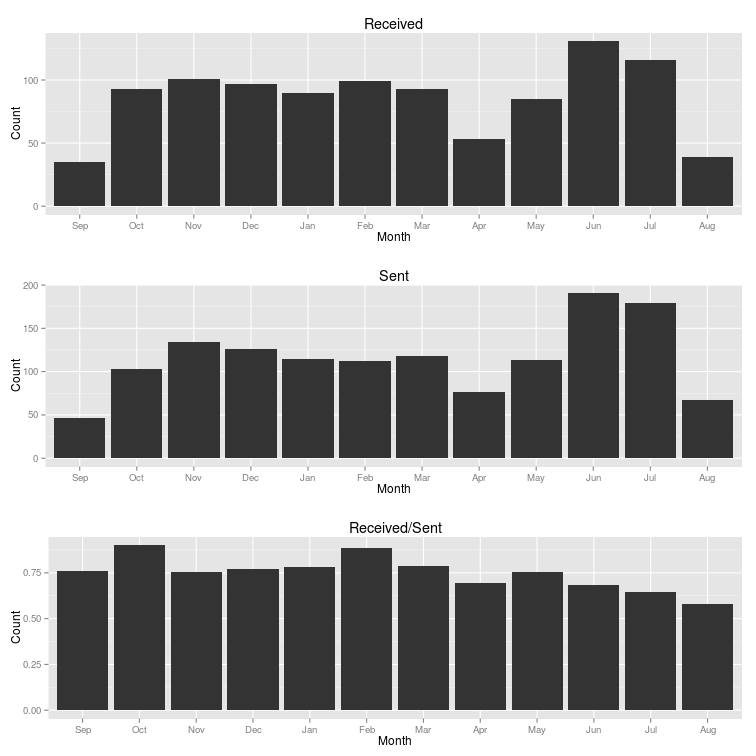 Received
100
50
0
Count
Sep Oct Nov Dec Jan Feb Mar Apr May Jun Jul Aug
Month
Sent
200
150
100
50
0
Count
Sep Oct Nov Dec Jan Feb Mar Apr May Jun Jul Aug
Month
Received/Sent
0.75
0.50
0.25
0.00
Count
Sep Oct Nov Dec Jan Feb Mar Apr May Jun Jul Aug
Month